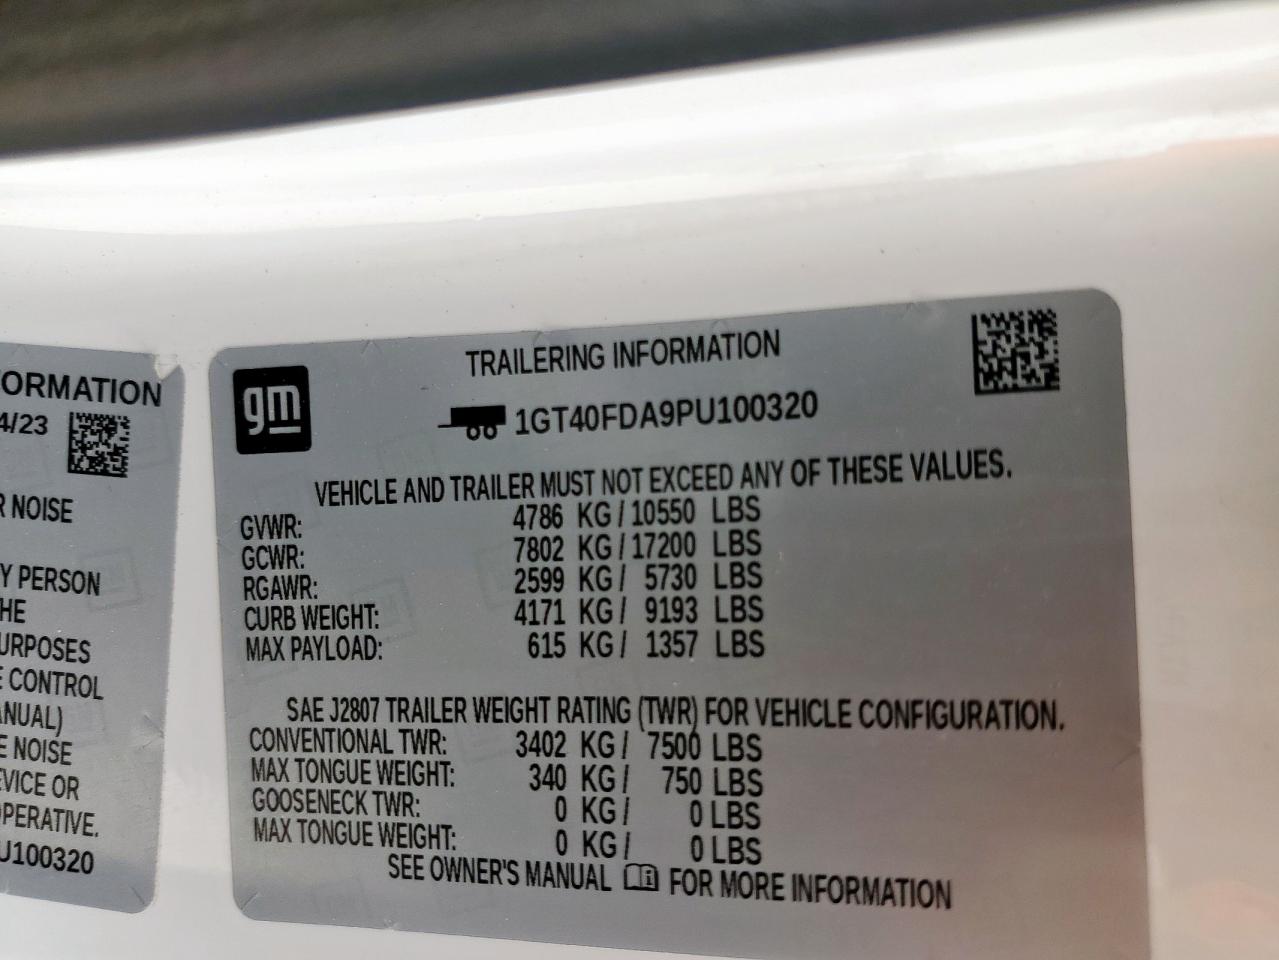 ORMATION
4/23
R NOISE
Y PERSON
HE
URPOSES
E CONTROL
ANUAL)
E NOISE
EVICE OR
OPERATIVE.
U100320
gm
TRAILERING INFORMATION
1GT40FDA9PU100320
VEHICLE AND TRAILER MUST NOT EXCEED ANY OF THESE VALUES.
GVWR: 4786 KG / 10550 LBS
GCWR: 7802 KG / 17200 LBS
RGAWR: 2599 KG / 5730 LBS
CURB WEIGHT: 4171 KG / 9193 LBS
MAX PAYLOAD: 615 KG / 1357 LBS
SAE J2807 TRAILER WEIGHT RATING (TWR) FOR VEHICLE CONFIGURATION.
CONVENTIONAL TWR: 3402 KG / 7500 LBS
MAX TONGUE WEIGHT: 340 KG / 750 LBS
GOOSENECK TWR: 0 KG / 0 LBS
MAX TONGUE WEIGHT: 0 KG / 0 LBS
SEE OWNER'S MANUAL FOR MORE INFORMATION